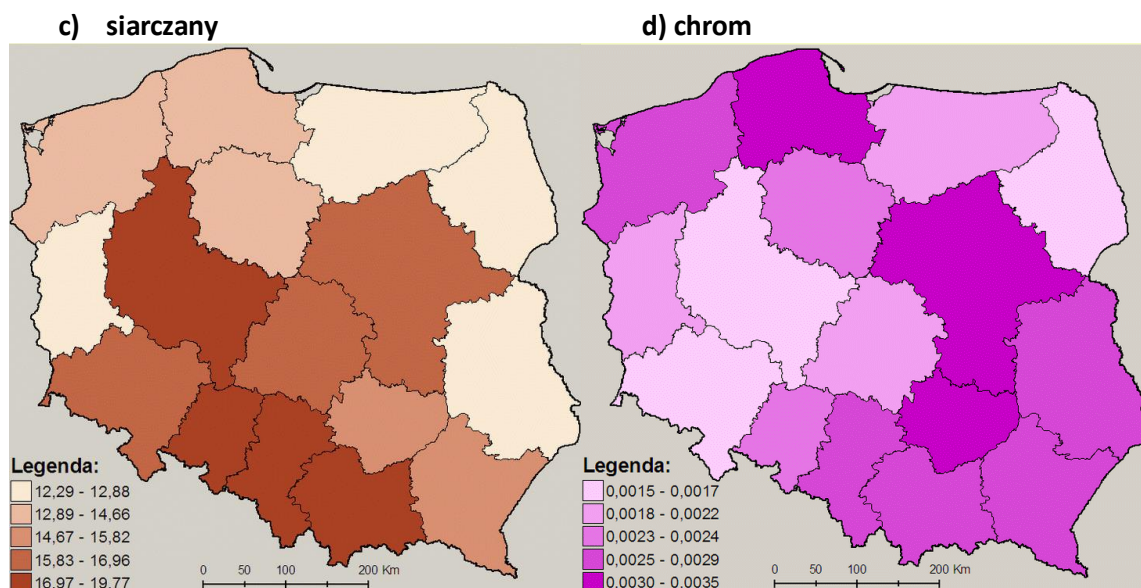 c) siarczany
d) chrom
Legenda:
12,29 - 12,88
12,89 - 14,66
14,67 - 15,82
15,83 - 16,96
16,97 - 19,77
0 50 100 200 Km
Legenda:
0,0015 - 0,0017
0,0018 - 0,0022
0,0023 - 0,0024
0,0025 - 0,0029
0,0030 - 0,0035
0 50 100 200 Km